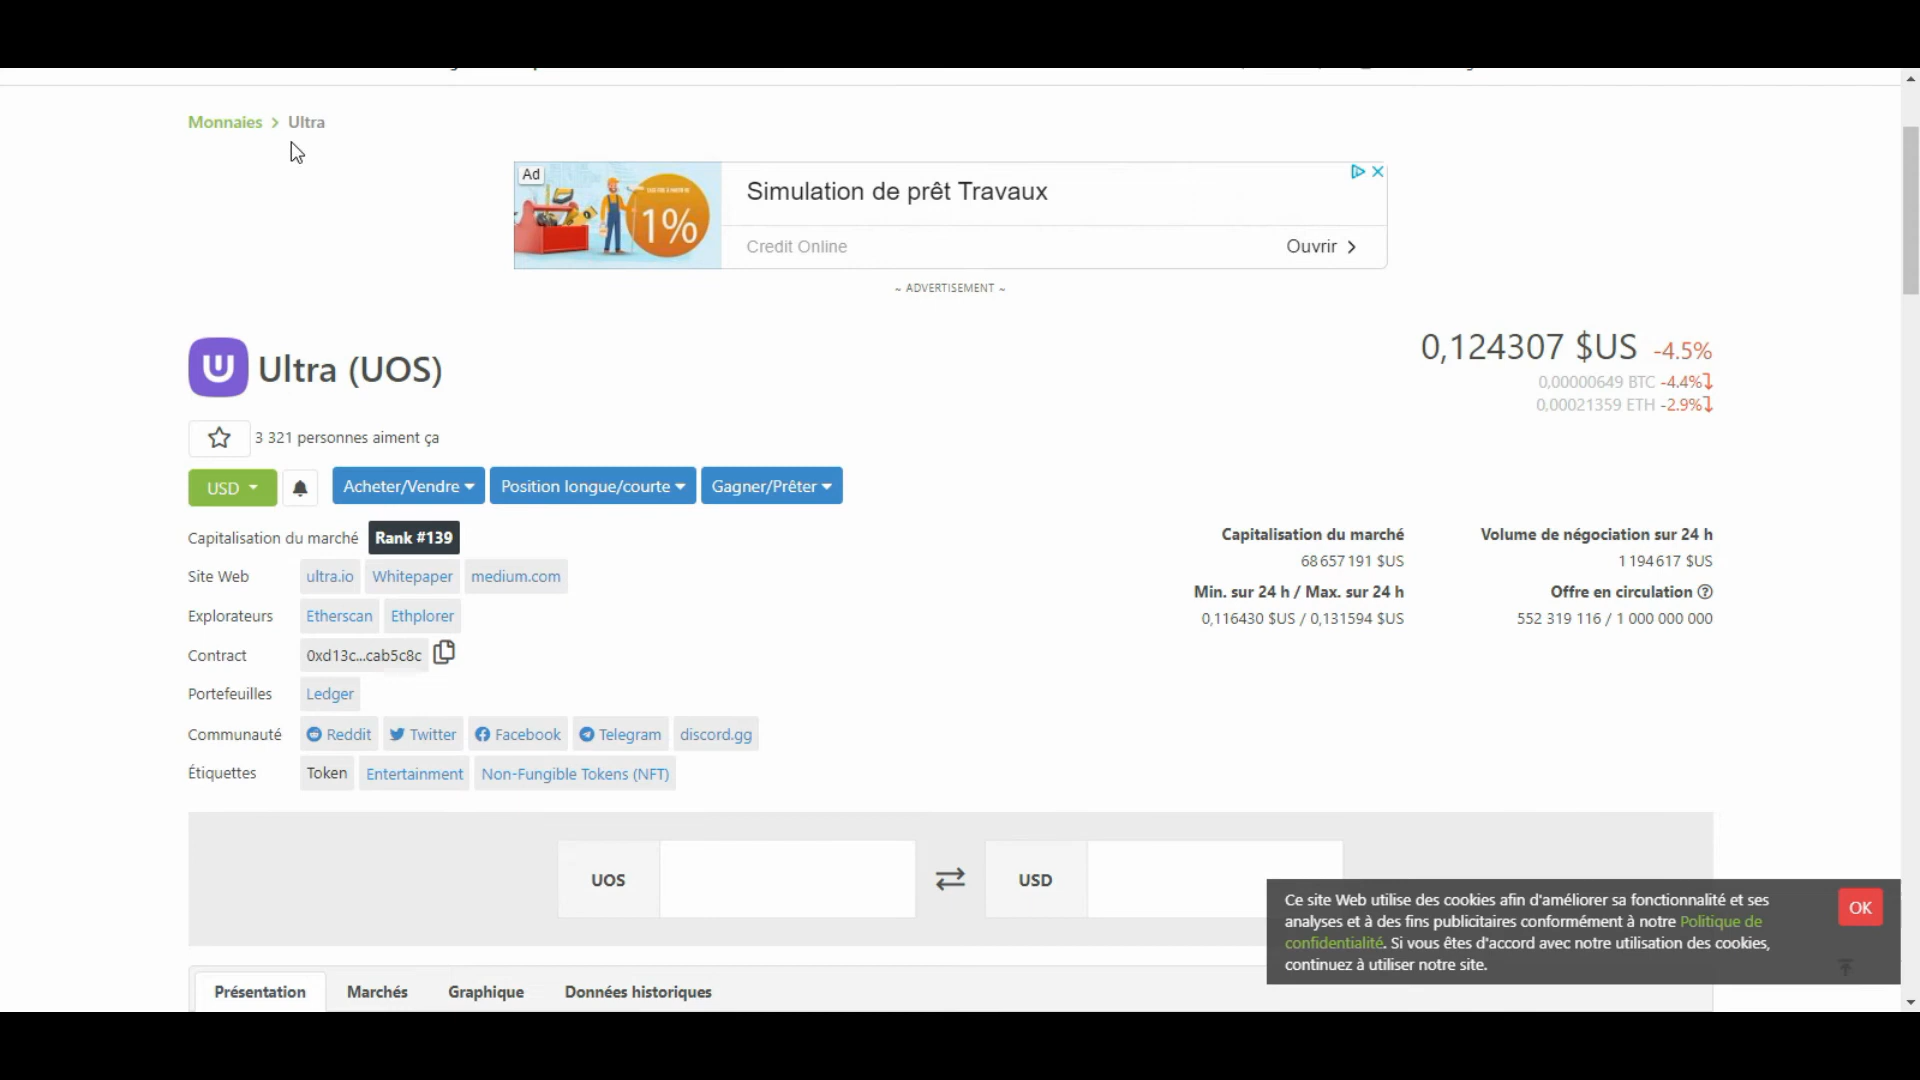 Monnaies > Ultra
Ad
1%
Simulation de prêt Travaux
Credit Online
Ouvrir >
~ ADVERTISEMENT ~
Ultra (UOS)
0,124307 $US -4.5%
0,00000649 BTC -4.4%
0,00021359 ETH -2.9%
3 321 personnes aiment ça
USD
Acheter/Vendre
Position longue/courte
Gagner/Prêter
Capitalisation du marché Rank #139
Site Web ultra.io Whitepaper medium.com
Explorateurs Etherscan Ethplorer
Contract 0xd13c...cab5c8c
Portefeuilles Ledger
Communauté Reddit Twitter Facebook Telegram discord.gg
Étiquettes Token Entertainment Non-Fungible Tokens (NFT)
Capitalisation du marché
68 657 191 $US
Min. sur 24 h / Max. sur 24 h
0,116430 $US / 0,131594 $US
Volume de négociation sur 24 h
1 194 617 $US
Offre en circulation ?
552 319 116 / 1 000 000 000
UOS
USD
Ce site Web utilise des cookies afin d'améliorer sa fonctionnalité et ses
analyses et à des fins publicitaires conformément à notre Politique de
confidentialité. Si vous êtes d'accord avec notre utilisation des cookies,
continuez à utiliser notre site.
OK
Présentation Marchés Graphique Données historiques